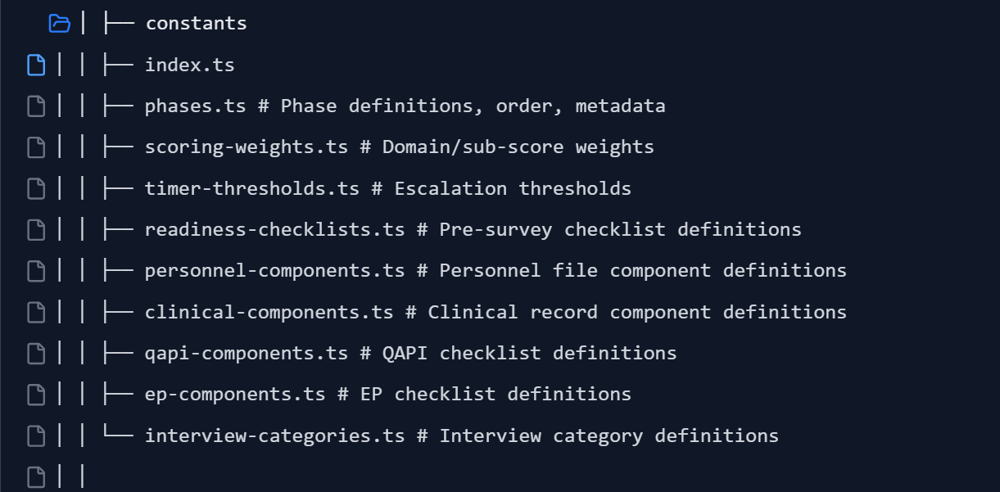 │ ├── constants
│ │ ├── index.ts
│ │ ├── phases.ts # Phase definitions, order, metadata
│ │ ├── scoring-weights.ts # Domain/sub-score weights
│ │ ├── timer-thresholds.ts # Escalation thresholds
│ │ ├── readiness-checklists.ts # Pre-survey checklist definitions
│ │ ├── personnel-components.ts # Personnel file component definitions
│ │ ├── clinical-components.ts # Clinical record component definitions
│ │ ├── qapi-components.ts # QAPI checklist definitions
│ │ ├── ep-components.ts # EP checklist definitions
│ │ └── interview-categories.ts # Interview category definitions
│ │